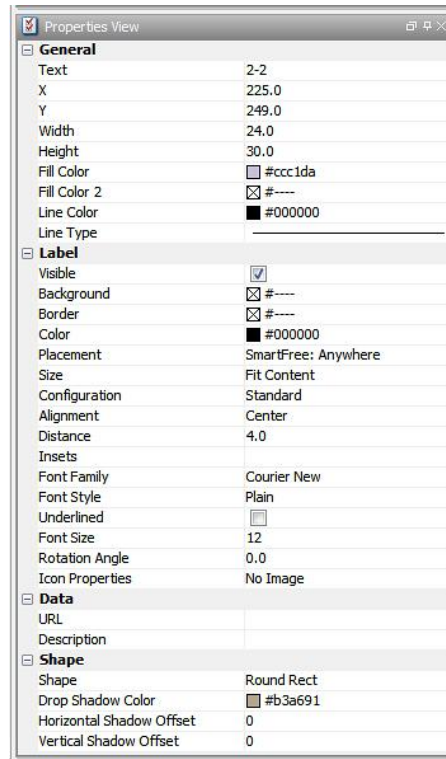 Properties View
General
Text 2-2
X 225.0
Y 249.0
Width 24.0
Height 30.0
Fill Color #ccc1da
Fill Color 2 #----
Line Color #000000
Line Type
Label
Visible
Background #----
Border #----
Color #000000
Placement SmartFree: Anywhere
Size Fit Content
Configuration Standard
Alignment Center
Distance 4.0
Insets
Font Family Courier New
Font Style Plain
Underlined
Font Size 12
Rotation Angle 0.0
Icon Properties No Image
Data
URL
Description
Shape
Shape Round Rect
Drop Shadow Color #b3a691
Horizontal Shadow Offset 0
Vertical Shadow Offset 0